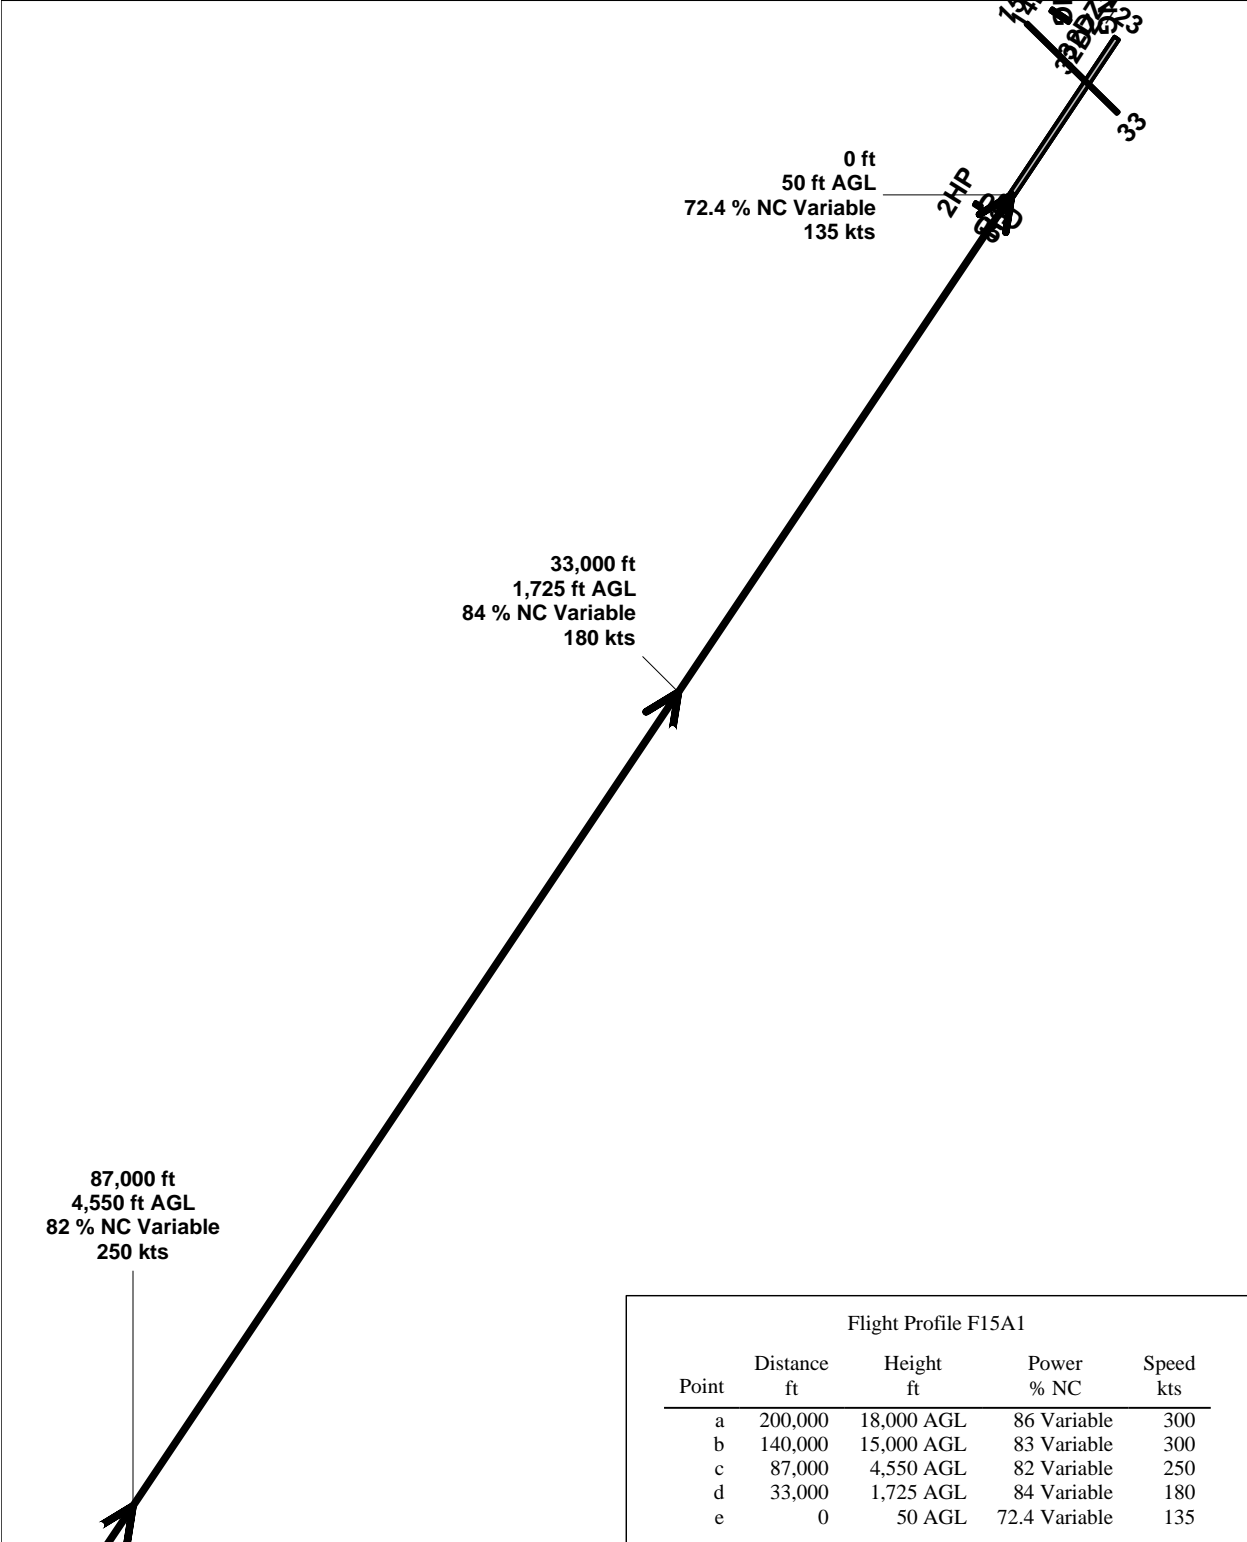 23
33
0 ft
50 ft AGL
72.4 % NC Variable
135 kts
2HP
33,000 ft
1,725 ft AGL
84 % NC Variable
180 kts
87,000 ft
4,550 ft AGL
82 % NC Variable
250 kts
Flight Profile F15A1
Distance Height Power Speed
Point ft ft % NC kts
a 200,000 18,000 AGL 86 Variable 300
b 140,000 15,000 AGL 83 Variable 300
c 87,000 4,550 AGL 82 Variable 250
d 33,000 1,725 AGL 84 Variable 180
e 0 50 AGL 72.4 Variable 135